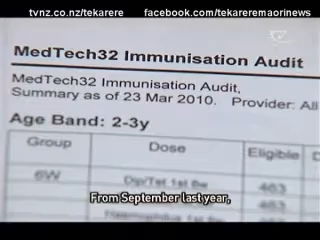 tvnz.co.nz/tekarere facebook.com/tekareremaorinews
MedTech32 Immunisation Audit
MedTech32 Immunisation Audit,
Summary as of 23 Mar 2010. Provider: All
Age Band: 2-3y
Group Dose Eligible D
6W Dip/Tet 1st 6w 463
463
From September last year,